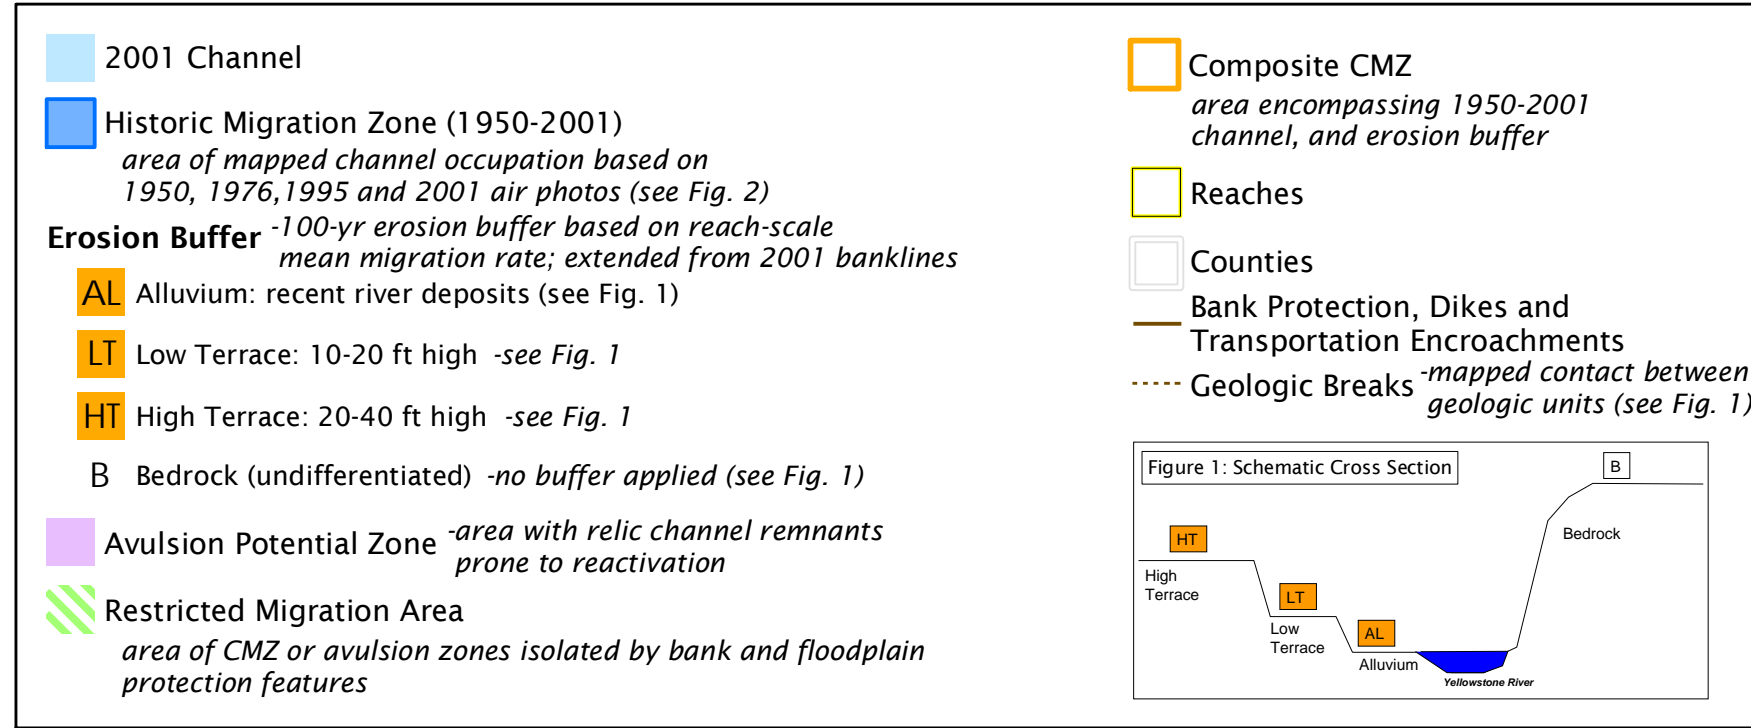 2001 Channel
Historic Migration Zone (1950-2001)
area of mapped channel occupation based on
1950, 1976,1995 and 2001 air photos (see Fig. 2)
Erosion Buffer -100-yr erosion buffer based on reach-scale
mean migration rate; extended from 2001 banklines
AL Alluvium: recent river deposits (see Fig. 1)
LT Low Terrace: 10-20 ft high -see Fig. 1
HT High Terrace: 20-40 ft high -see Fig. 1
B Bedrock (undifferentiated) -no buffer applied (see Fig. 1)
Avulsion Potential Zone -area with relic channel remnants
prone to reactivation
Restricted Migration Area
area of CMZ or avulsion zones isolated by bank and floodplain
protection features
Composite CMZ
area encompassing 1950-2001
channel, and erosion buffer
Reaches
Counties
Bank Protection, Dikes and
Transportation Encroachments
Geologic Breaks -mapped contact between
geologic units (see Fig. 1)
Figure 1: Schematic Cross Section
B
Bedrock
HT
High
Terrace
LT
Low
Terrace
AL
Alluvium
Yellowstone River